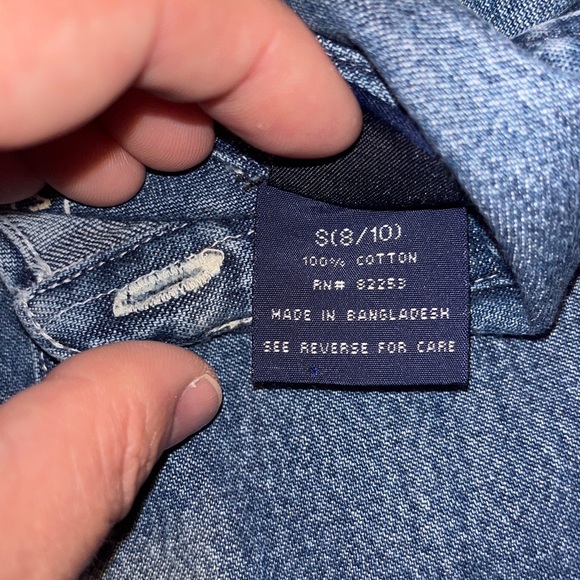 S(8/10)
100% COTTON
RN# 82253
MADE IN BANGLADESH
SEE REVERSE FOR CARE